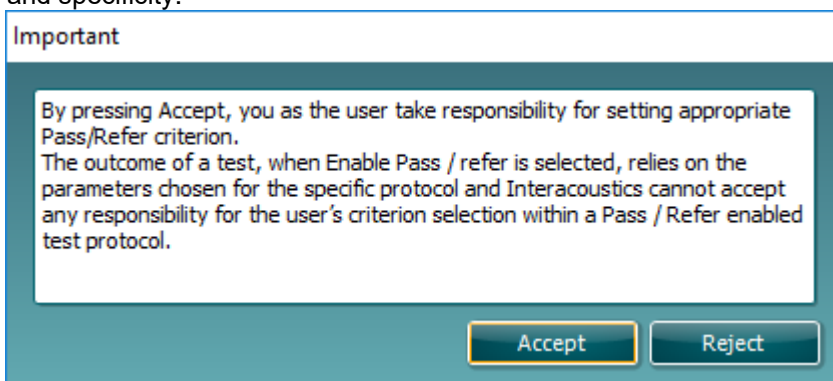 and specificity.
Important
By pressing Accept, you as the user take responsibility for setting appropriate
Pass/Refer criterion.
The outcome of a test, when Enable Pass / refer is selected, relies on the
parameters chosen for the specific protocol and Interacoustics cannot accept
any responsibility for the user's criterion selection within a Pass / Refer enabled
test protocol.
Accept
Reject